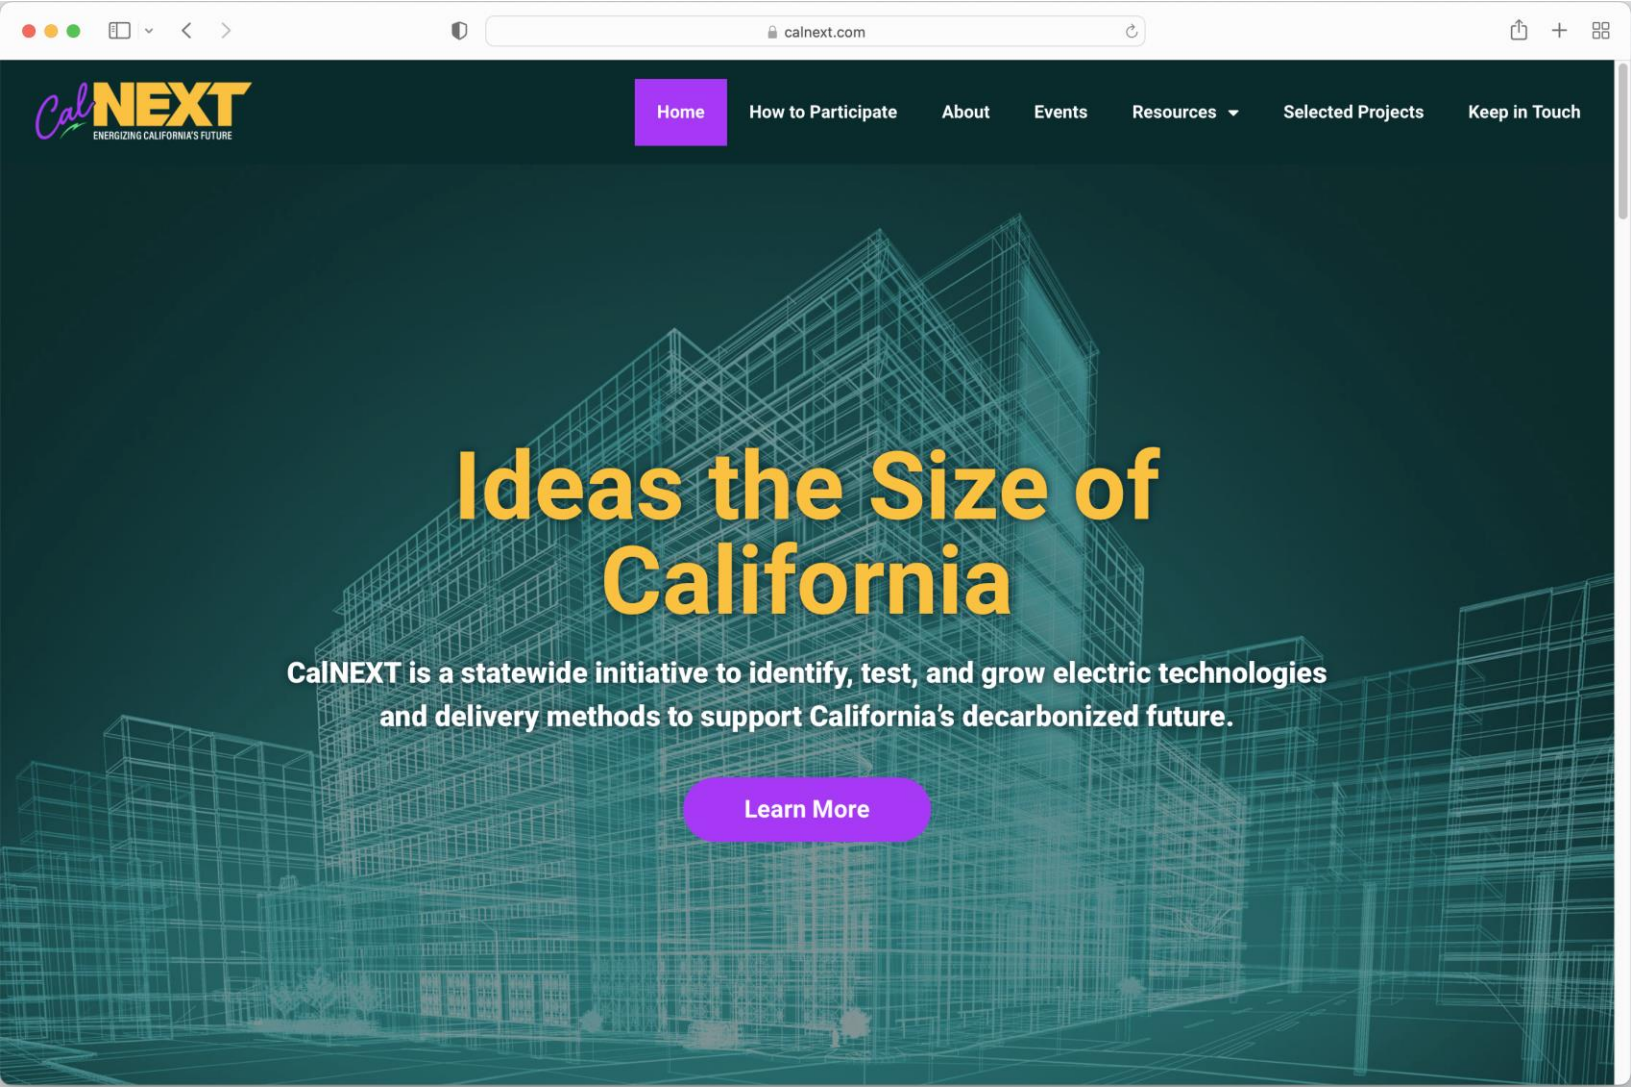 calnext.com
CalNEXT
ENERGIZING CALIFORNIA'S FUTURE
Home
How to Participate
About
Events
Resources
Selected Projects
Keep in Touch
Ideas the Size of
California
CalNEXT is a statewide initiative to identify, test, and grow electric technologies
and delivery methods to support California’s decarbonized future.
Learn More